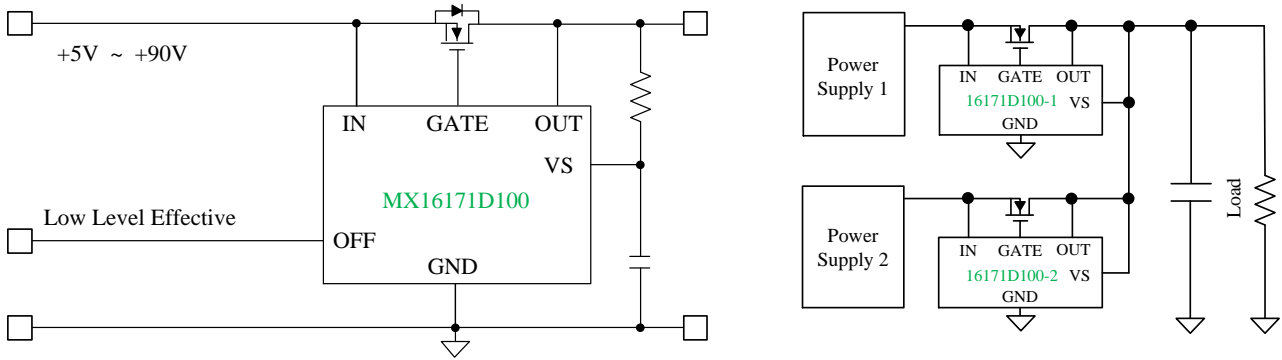 +5V ~ +90V
IN GATE OUT
VS
MX16171D100
Low Level Effective
OFF
GND
Power
Supply 1
IN GATE OUT
16171D100-1 VS
GND
Power
Supply 2
IN GATE OUT
16171D100-2 VS
GND
Load